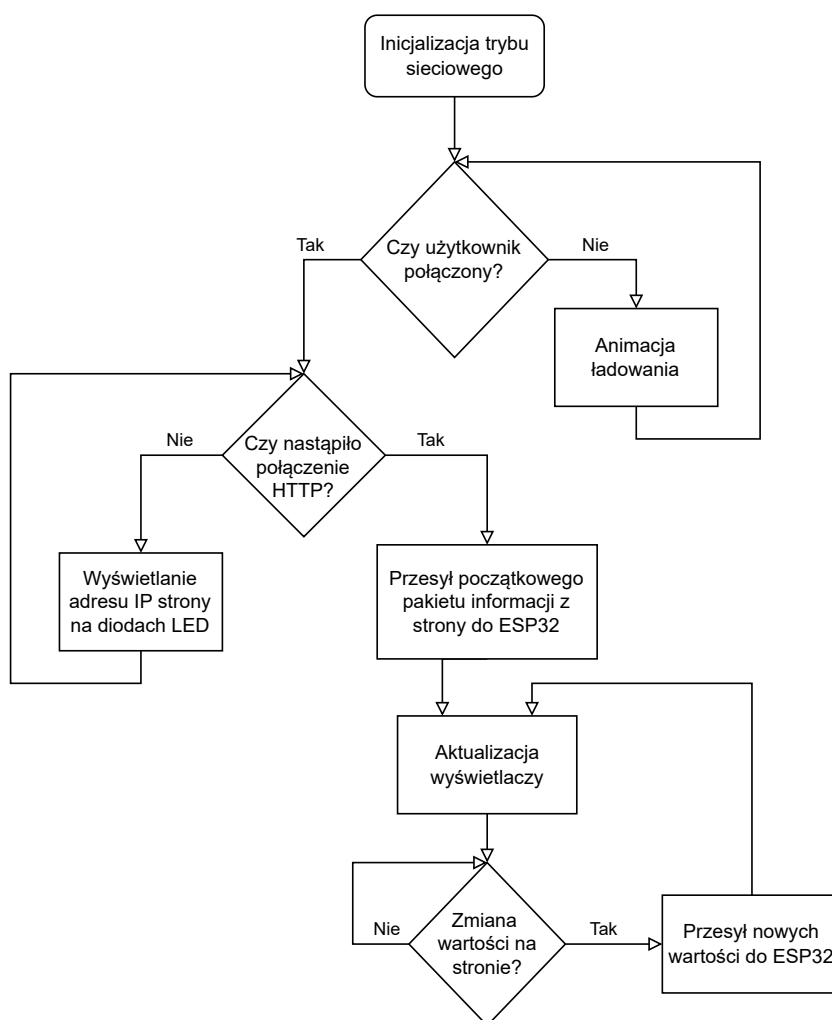 Inicjalizacja trybu
sieciowego
Tak
Czy użytkownik
połączony?
Nie
Animacja
ładowania
Nie
Czy nastąpiło
połączenie
HTTP?
Tak
Wyświetlanie
adresu IP strony
na diodach LED
Przesył początkowego
pakietu informacji z
strony do ESP32
Aktualizacja
wyświetlaczy
Nie
Zmiana
wartości na
stronie?
Tak
Przesył nowych
wartości do ESP32